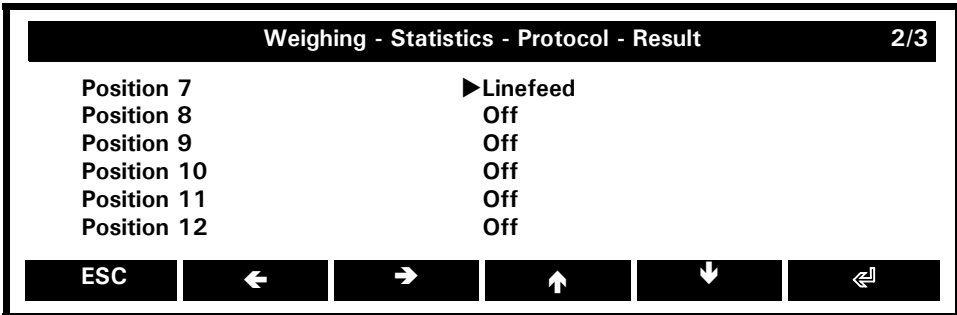 Weighing - Statistics - Protocol - Result 2/3
Position 7 ▶Linefeed
Position 8 Off
Position 9 Off
Position 10 Off
Position 11 Off
Position 12 Off
ESC ← → ↑ ↓ ↵